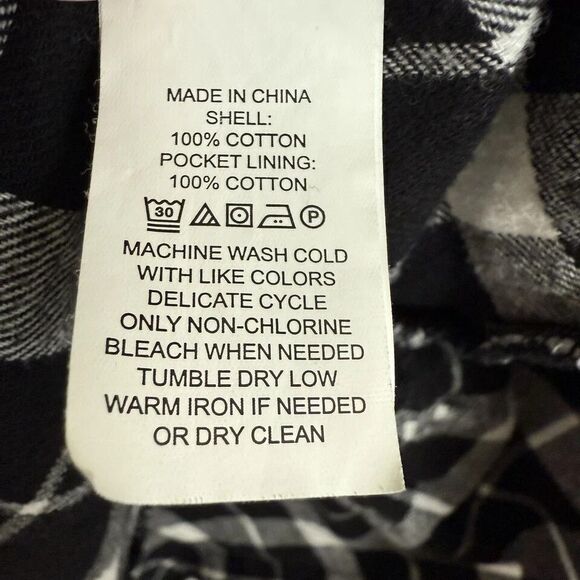 MADE IN CHINA
SHELL:
100% COTTON
POCKET LINING:
100% COTTON
30 P
MACHINE WASH COLD
WITH LIKE COLORS
DELICATE CYCLE
ONLY NON-CHLORINE
BLEACH WHEN NEEDED
TUMBLE DRY LOW
WARM IRON IF NEEDED
OR DRY CLEAN